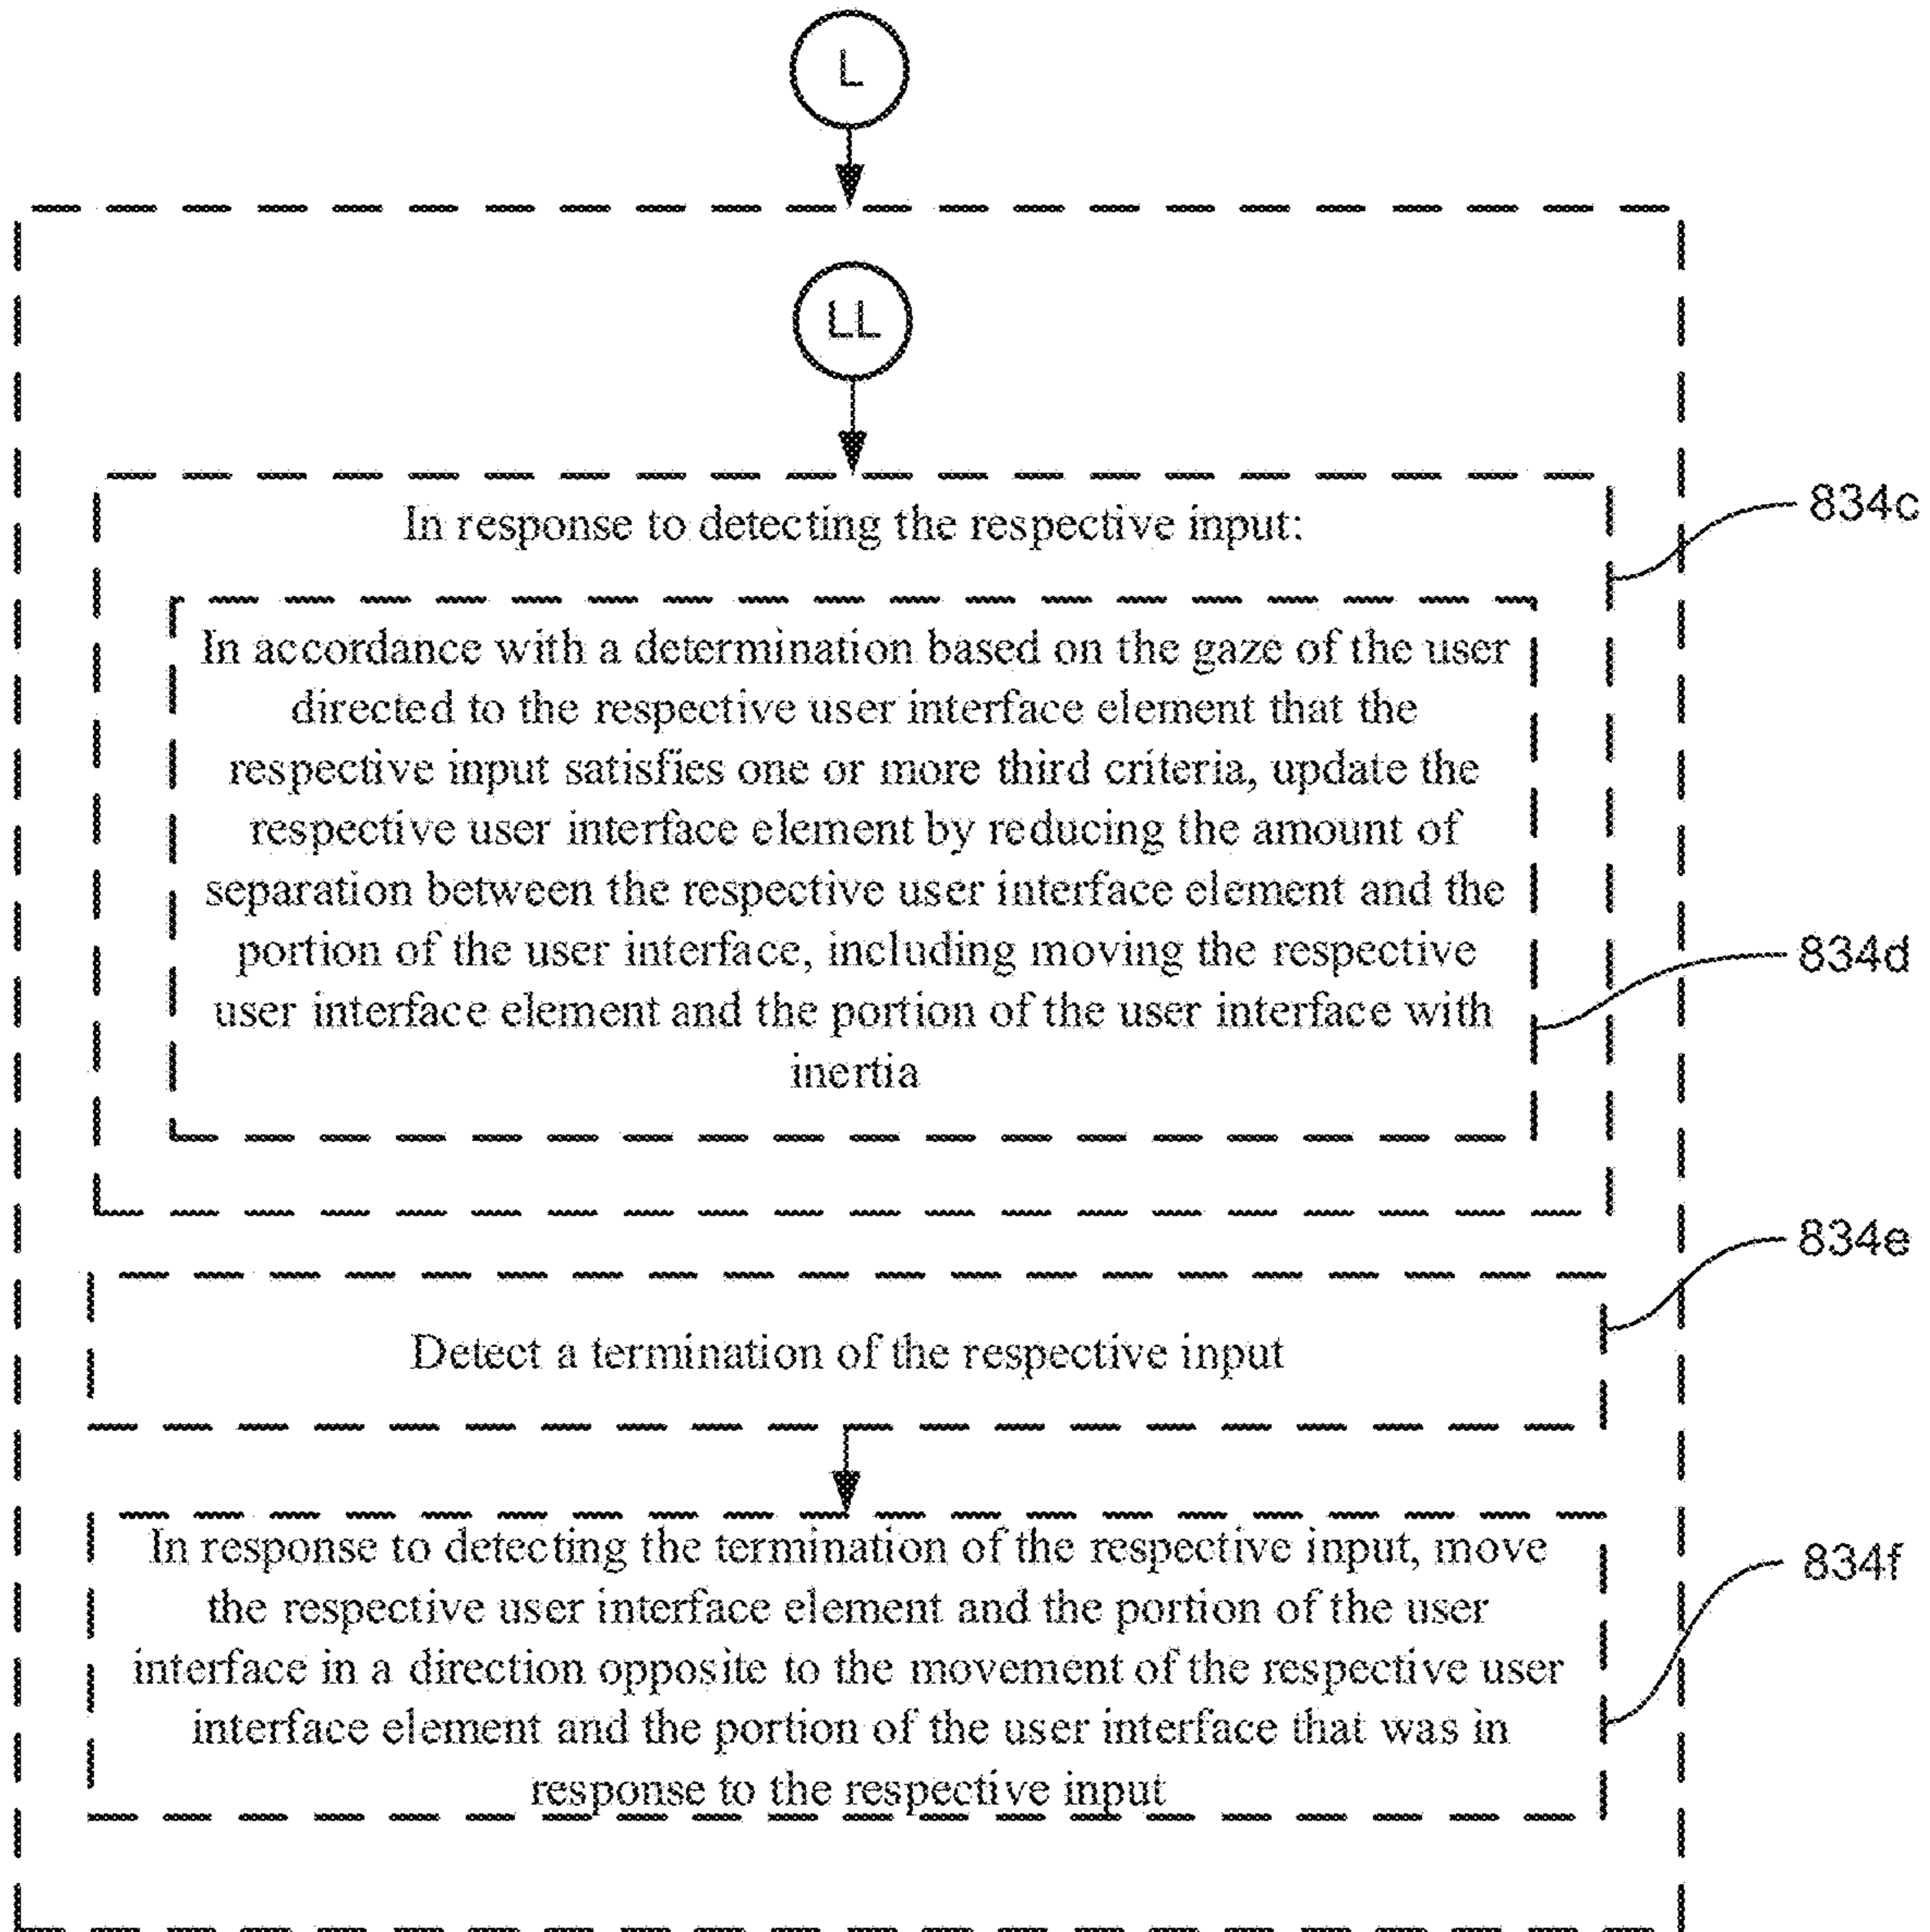 L
LL
In response to detecting the respective input:
834c
In accordance with a determination based on the gaze of the user
directed to the respective user interface element that the
respective input satisfies one or more third criteria, update the
respective user interface element by reducing the amount of
separation between the respective user interface element and the
portion of the user interface, including moving the respective
user interface element and the portion of the user interface with
inertia
834d
834e
Detect a termination of the respective input
In response to detecting the termination of the respective input, move
the respective user interface element and the portion of the user
interface in a direction opposite to the movement of the respective user
interface element and the portion of the user interface that was in
response to the respective input
834f